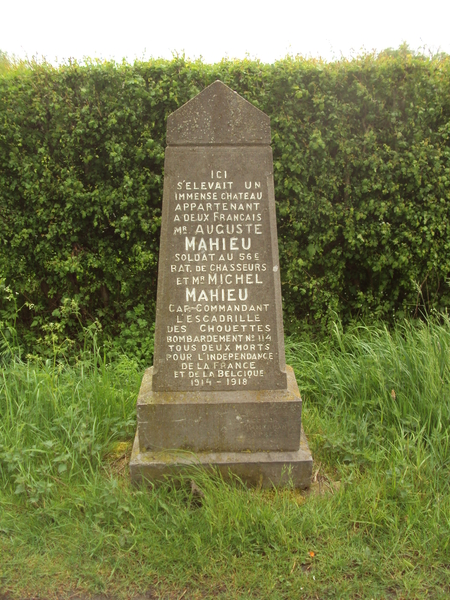 ICI
S'ELEVAIT UN
IMMENSE CHATEAU
APPARTENANT
A DEUX FRANCAIS
MR AUGUSTE
MAHIEU
SOLDAT AU 56E
BAT. DE CHASSEURS
ET MR MICHEL
MAHIEU
CAP.-COMMANDANT
L'ESCADRILLE
DES CHOUETTES
BOMBARDEMENT NO 114
TOUS DEUX MORTS
POUR L'INDEPENDANCE
DE LA FRANCE
ET DE LA BELGIQUE
1914 - 1918